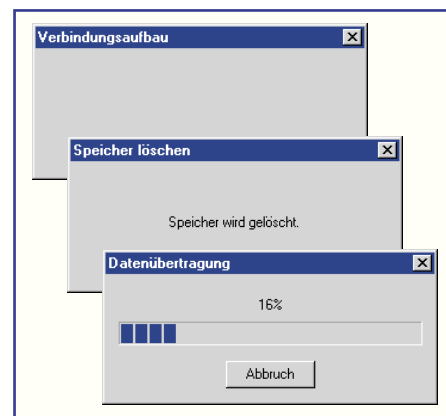 Verbindungsaufbau
Speicher löschen
Speicher wird gelöscht.
Datenübertragung
16%
Abbruch